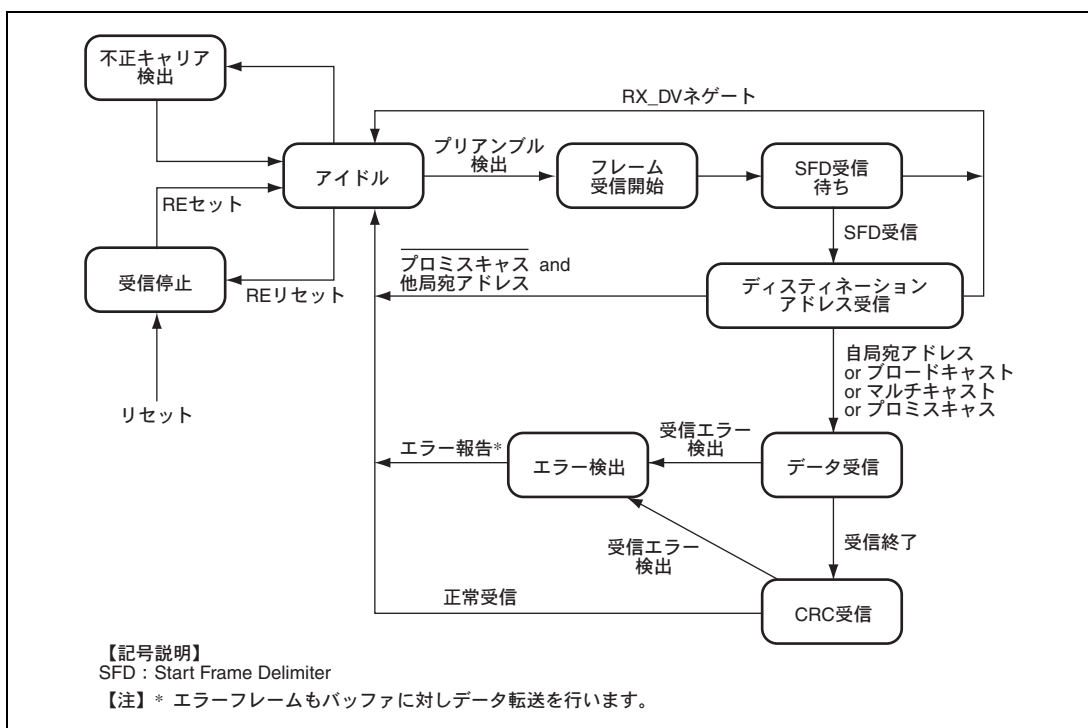 不正キャリア
検出
RX_DVネゲート
アイドル
プリアンブル
検出
フレーム
受信開始
SFD受信
待ち
REセット
SFD受信
受信停止
REリセット
プロミスキャス and
他局宛アドレス
ディスティネーション
アドレス受信
リセット
自局宛アドレス
or ブロードキャスト
or マルチキャスト
or プロミスキャス
エラー報告*
エラー検出
受信エラー
検出
データ受信
受信エラー
検出
受信終了
正常受信
CRC受信
【記号説明】
SFD：Start Frame Delimiter
【注】* エラーフレームもバッファに対しデータ転送を行います。